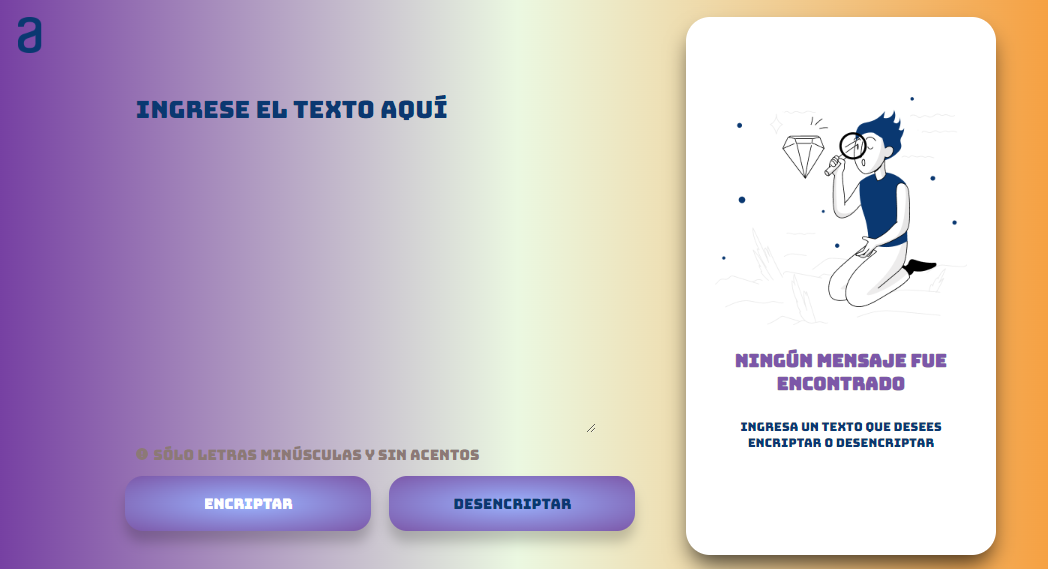 a
INGRESE EL TEXTO AQUÍ
SÓLO LETRAS MINÚSCULAS Y SIN ACENTOS
ENCRIPTAR
DESENCRIPTAR
NINGÚN MENSAJE FUE
ENCONTRADO
INGRESA UN TEXTO QUE DESEES
ENCRIPTAR O DESENCRIPTAR